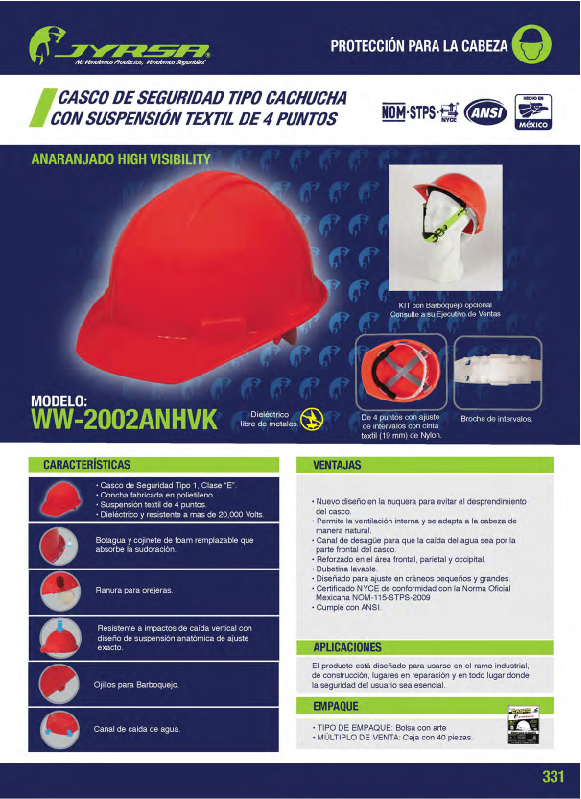 JYRSA®
No Vendemos Productos, Vendemos Seguridad
PROTECCIÓN PARA LA CABEZA
CASCO DE SEGURIDAD TIPO CACHUCHA
CON SUSPENSIÓN TEXTIL DE 4 PUNTOS
NOM-STPS-
NYCE
ANSI
HECHO EN
MÉXICO
ANARANJADO HIGH VISIBILITY
KIT con Barboquejo opcional
Consulte a su Ejecutivo de Ventas
MODELO:
WW-2002ANHVK
Dieléctrico
libre de metales.
De 4 puntos con ajuste
de intervalos con cinta
textil (19 mm) de Nylon.
Broche de intervalos.
CARACTERÍSTICAS
• Casco de Seguridad Tipo 1, Clase "E".
• Concha fabricada en polietileno.
• Suspensión textil de 4 puntos.
• Dieléctrico y resistente a mas de 20,000 Volts.
Botagua y cojinete de foam remplazable que
absorbe la sudoración.
Ranura para orejeras.
Resistente a impactos de caída vertical con
diseño de suspensión anatómica de ajuste
exacto.
Ojillos para Barboquejo.
Canal de caída de agua.
VENTAJAS
• Nuevo diseño en la nuquera para evitar el desprendimiento
del casco.
• Permite la ventilación interna y se adapta a la cabeza de
manera natural.
• Canal de desagüe para que la caída del agua sea por la
parte frontal del casco.
• Reforzado en el área frontal, parietal y occipital.
• Dubetina lavable.
• Diseñado para ajuste en cráneos pequeños y grandes.
• Certificado NYCE de conformidad con la Norma Oficial
Mexicana NOM-115-STPS-2009
• Cumple con ANSI.
APLICACIONES
El producto está diseñado para usarse en el ramo industrial,
de construcción, lugares en reparación y en todo lugar donde
la seguridad del usuario sea esencial.
EMPAQUE
• TIPO DE EMPAQUE: Bolsa con arte
• MÚLTIPLO DE VENTA: Caja con 40 piezas.
331